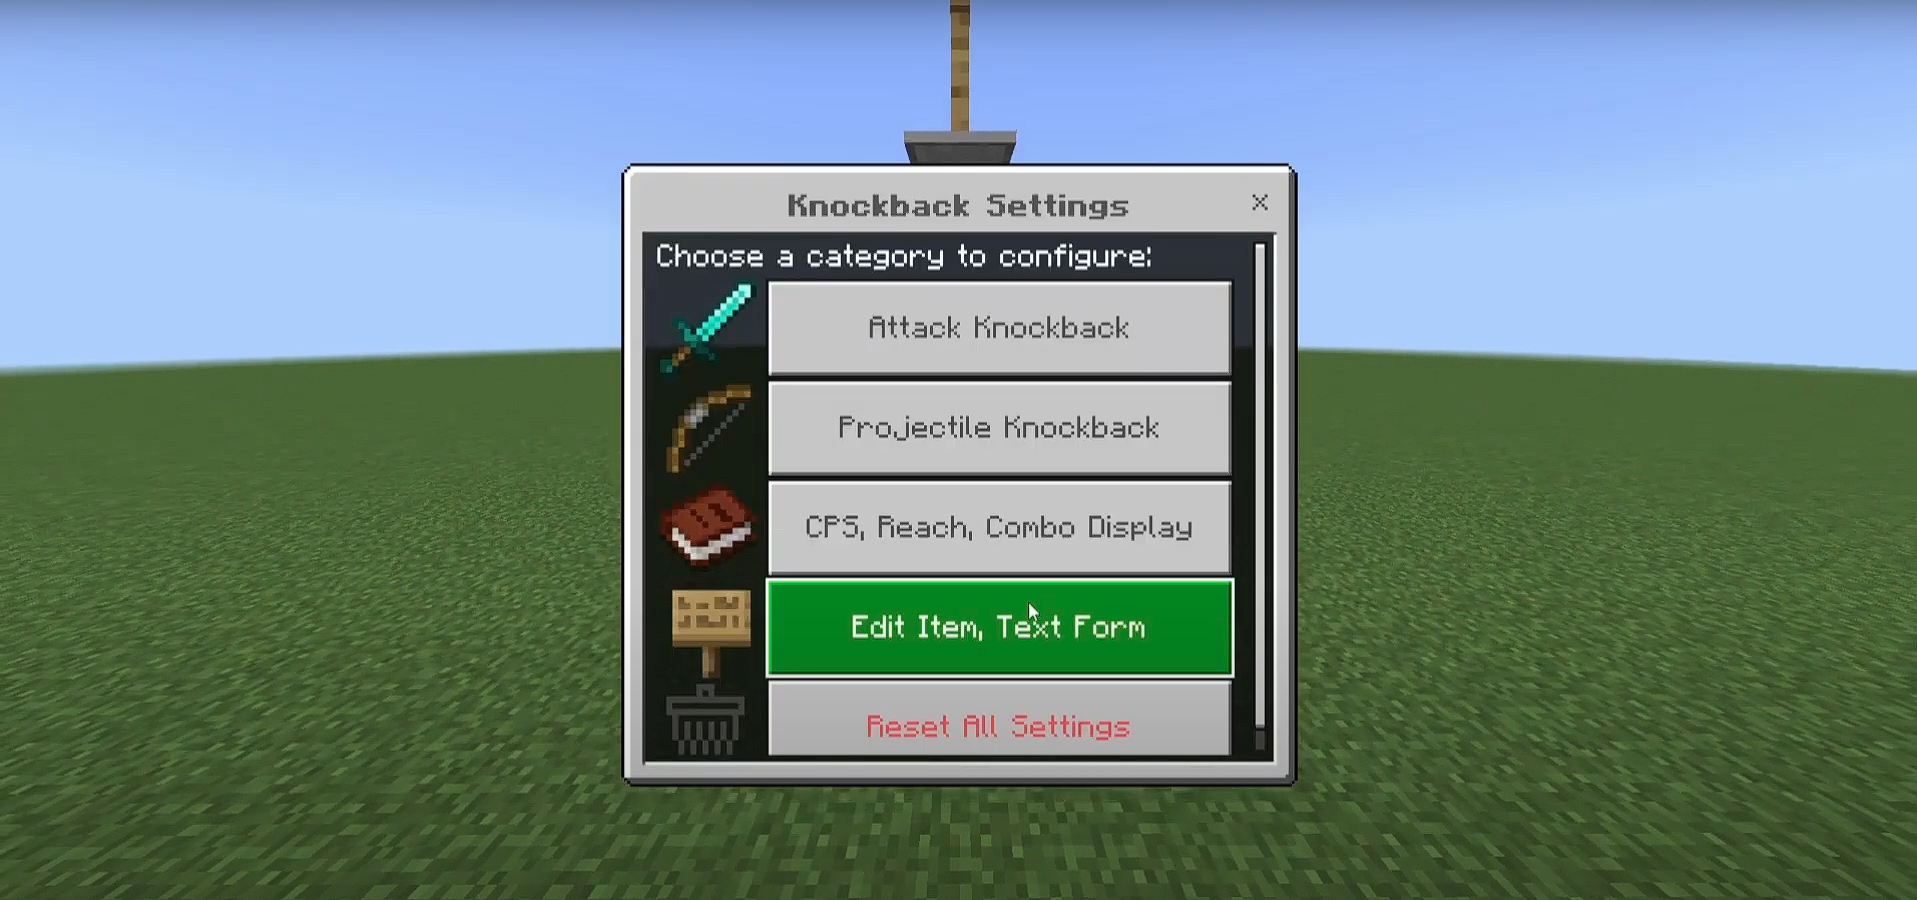 Knockback Settings
Choose a category to configure:
Attack Knockback
Projectile Knockback
CPS, Reach, Combo Display
Edit Item, Text Form
Reset All Settings